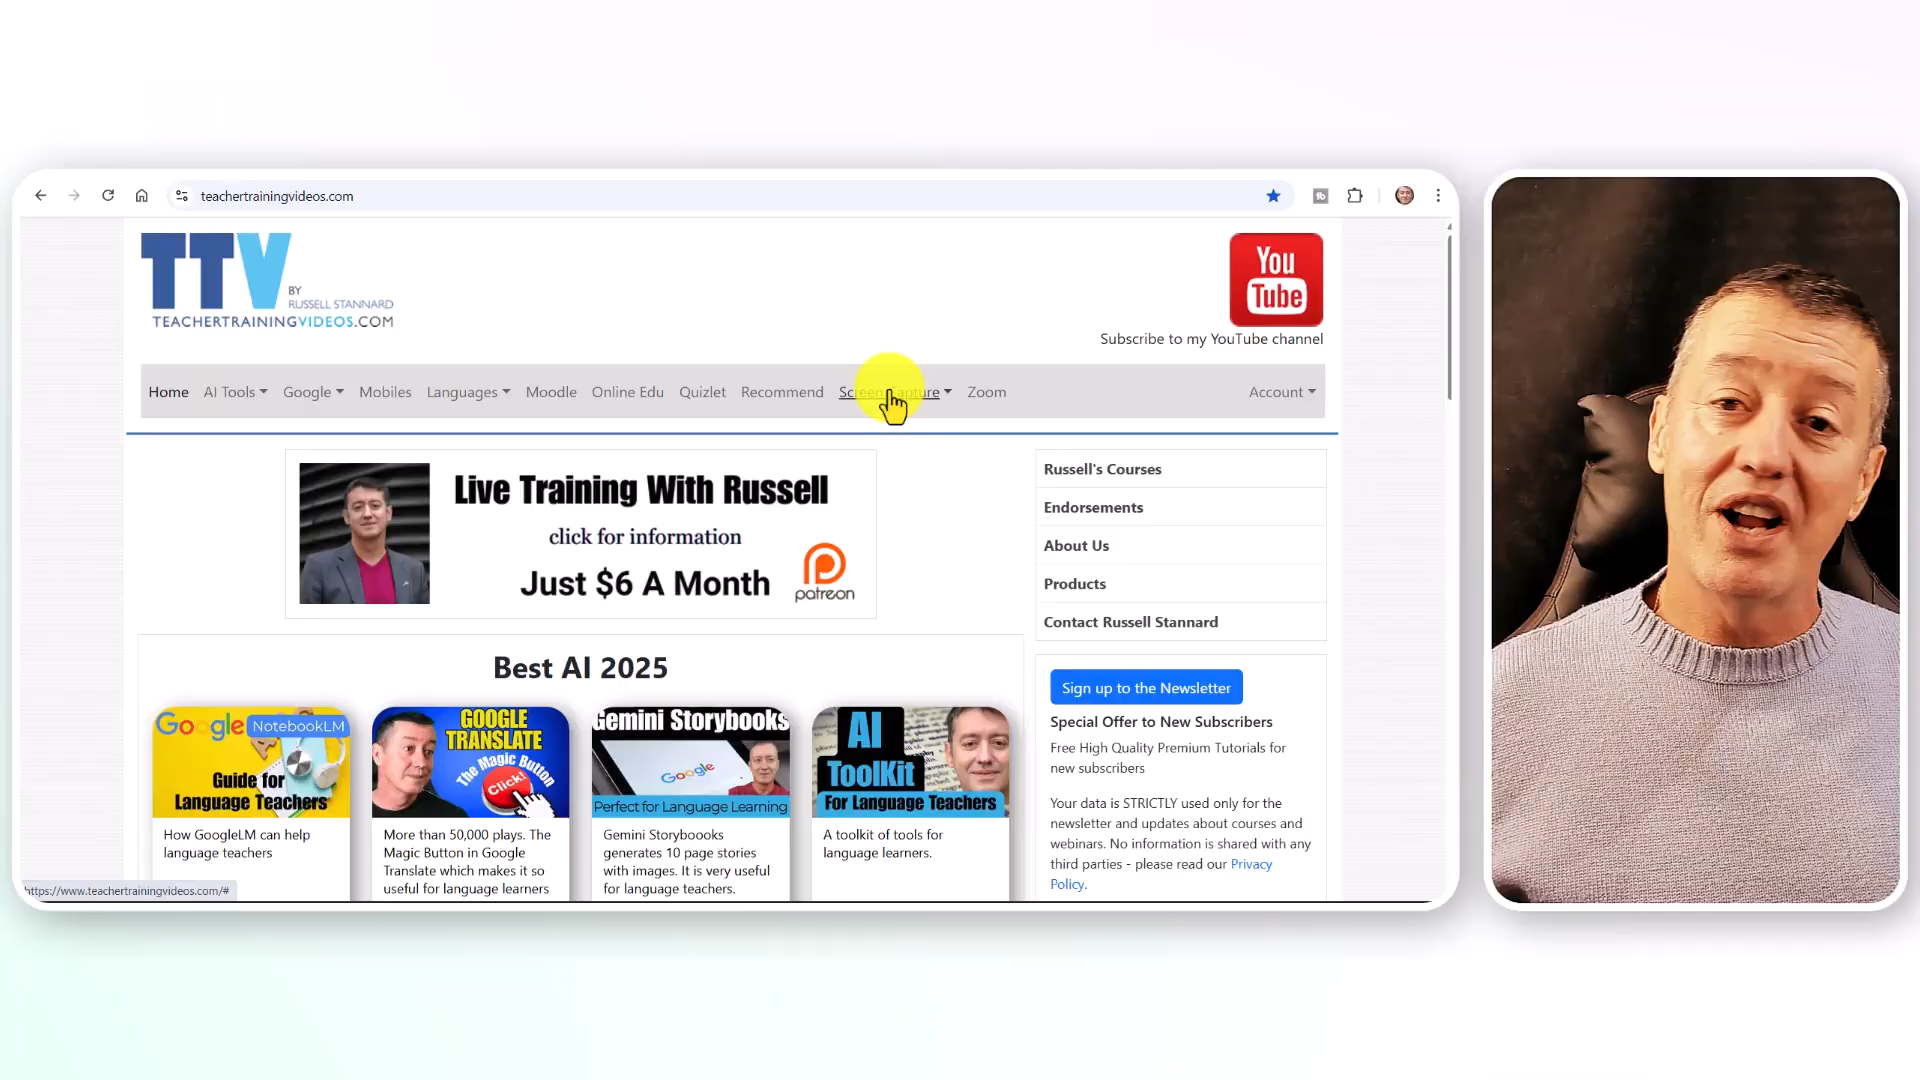 teachertrainingvideos.com
TTV
BY
RUSSELL STANNARD
TEACHERTRAININGVIDEOS.COM
You
Tube
Subscribe to my YouTube channel
Home AI Tools Google Mobiles Languages Moodle Online Edu Quizlet Recommend Screen Capture Zoom Account
Live Training With Russell
click for information
Just $6 A Month
patreon
Russell's Courses
Endorsements
About Us
Products
Contact Russell Stannard
Best AI 2025
Google NotebookLM
Guide for
Language Teachers
How GoogleLM can help
language teachers
GOOGLE
TRANSLATE
The Magic Button
Click!
More than 50,000 plays. The
Magic Button in Google
Translate which makes it so
useful for language learners
Gemini Storybooks
Google
Perfect for Language Learning
Gemini Storyboooks
generates 10 page stories
with images. It is very useful
for language teachers.
AI
ToolKit
For Language Teachers
A toolkit of tools for
language learners.
Sign up to the Newsletter
Special Offer to New Subscribers
Free High Quality Premium Tutorials for
new subscribers
Your data is STRICTLY used only for the
newsletter and updates about courses and
webinars. No information is shared with any
third parties - please read our Privacy
Policy.
https://www.teachertrainingvideos.com/#